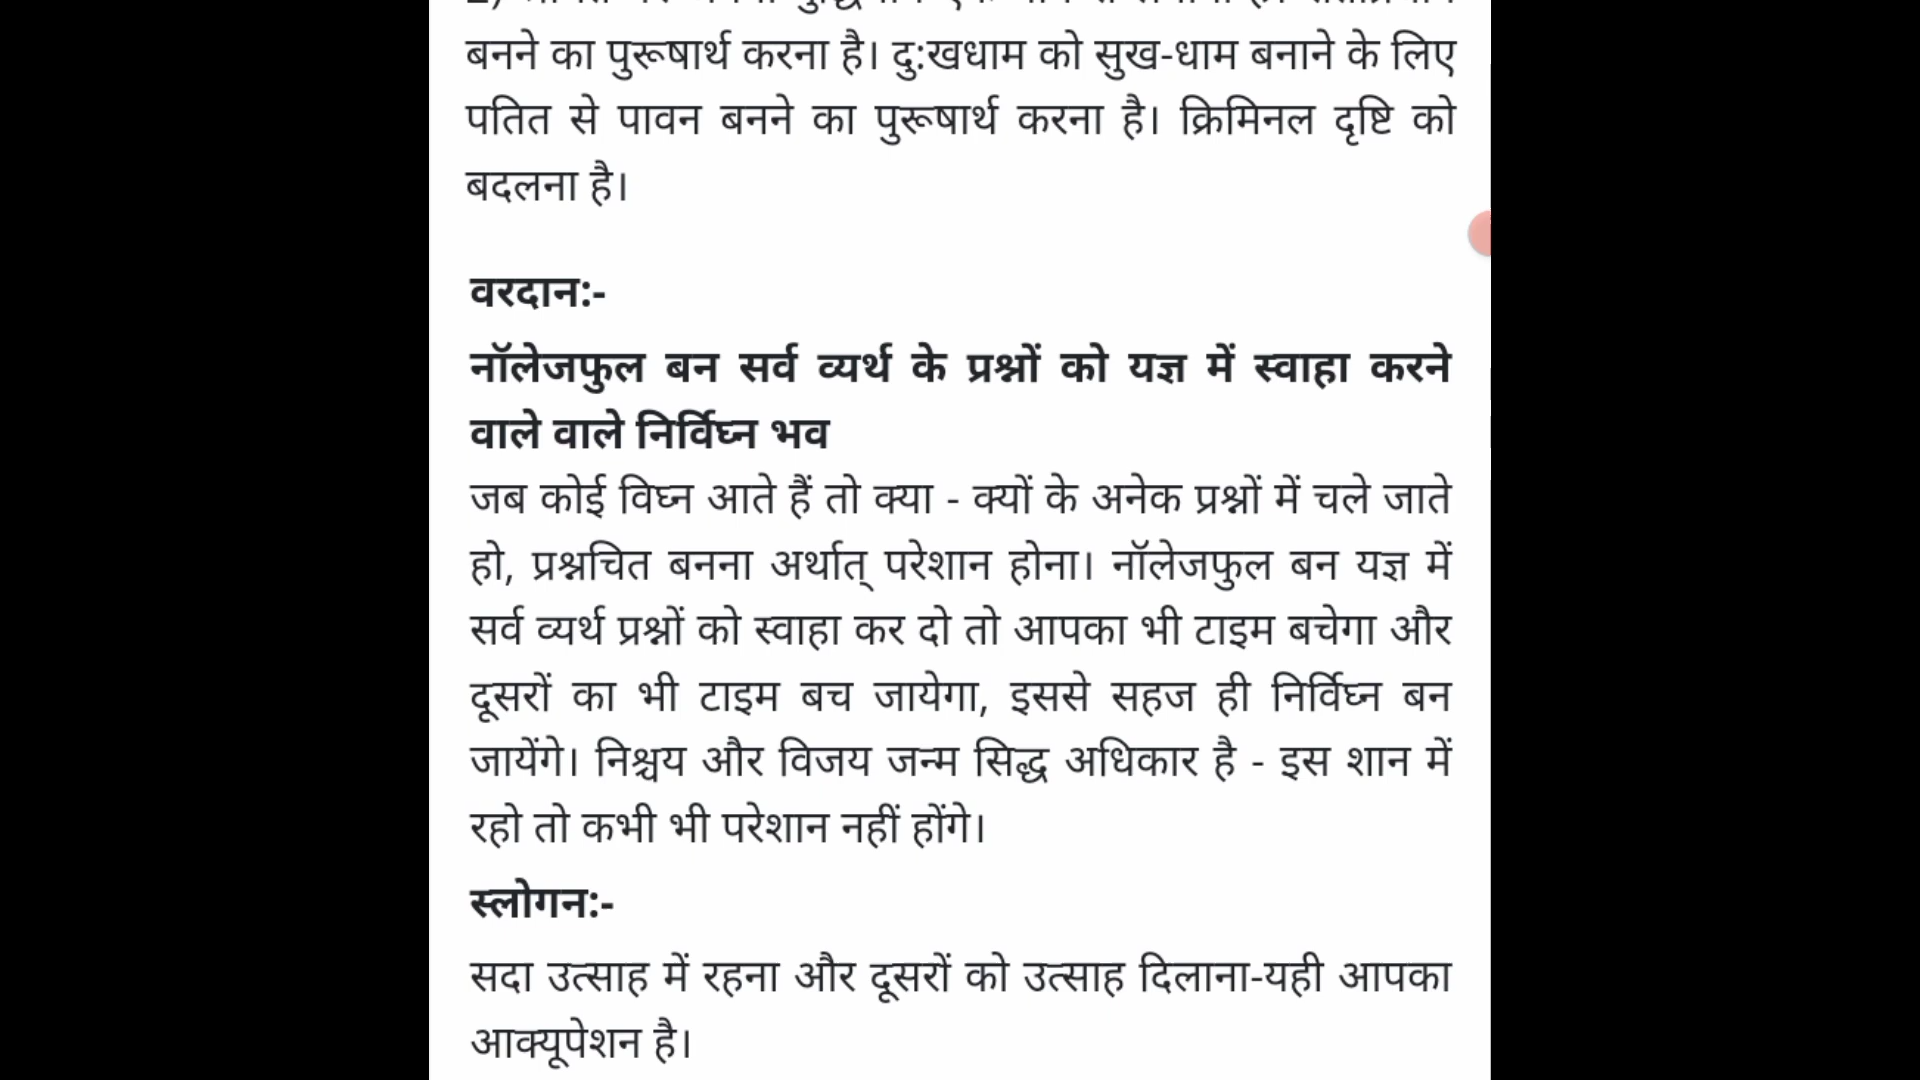 बनने का पुरूषार्थ करना है। दु:खधाम को सुख-धाम बनाने के लिए
पतित से पावन बनने का पुरूषार्थ करना है। क्रिमिनल दृष्टि को
बदलना है।
वरदान:-
नॉलेजफुल बन सर्व व्यर्थ के प्रश्नों को यज्ञ में स्वाहा करने
वाले वाले निर्विघ्न भव
जब कोई विघ्न आते हैं तो क्या - क्यों के अनेक प्रश्नों में चले जाते
हो, प्रश्नचित बनना अर्थात् परेशान होना। नॉलेजफुल बन यज्ञ में
सर्व व्यर्थ प्रश्नों को स्वाहा कर दो तो आपका भी टाइम बचेगा और
दूसरों का भी टाइम बच जायेगा, इससे सहज ही निर्विघ्न बन
जायेंगे। निश्चय और विजय जन्म सिद्ध अधिकार है - इस शान में
रहो तो कभी भी परेशान नहीं होंगे।
स्लोगन:-
सदा उत्साह में रहना और दूसरों को उत्साह दिलाना-यही आपका
आक्यूपेशन है।